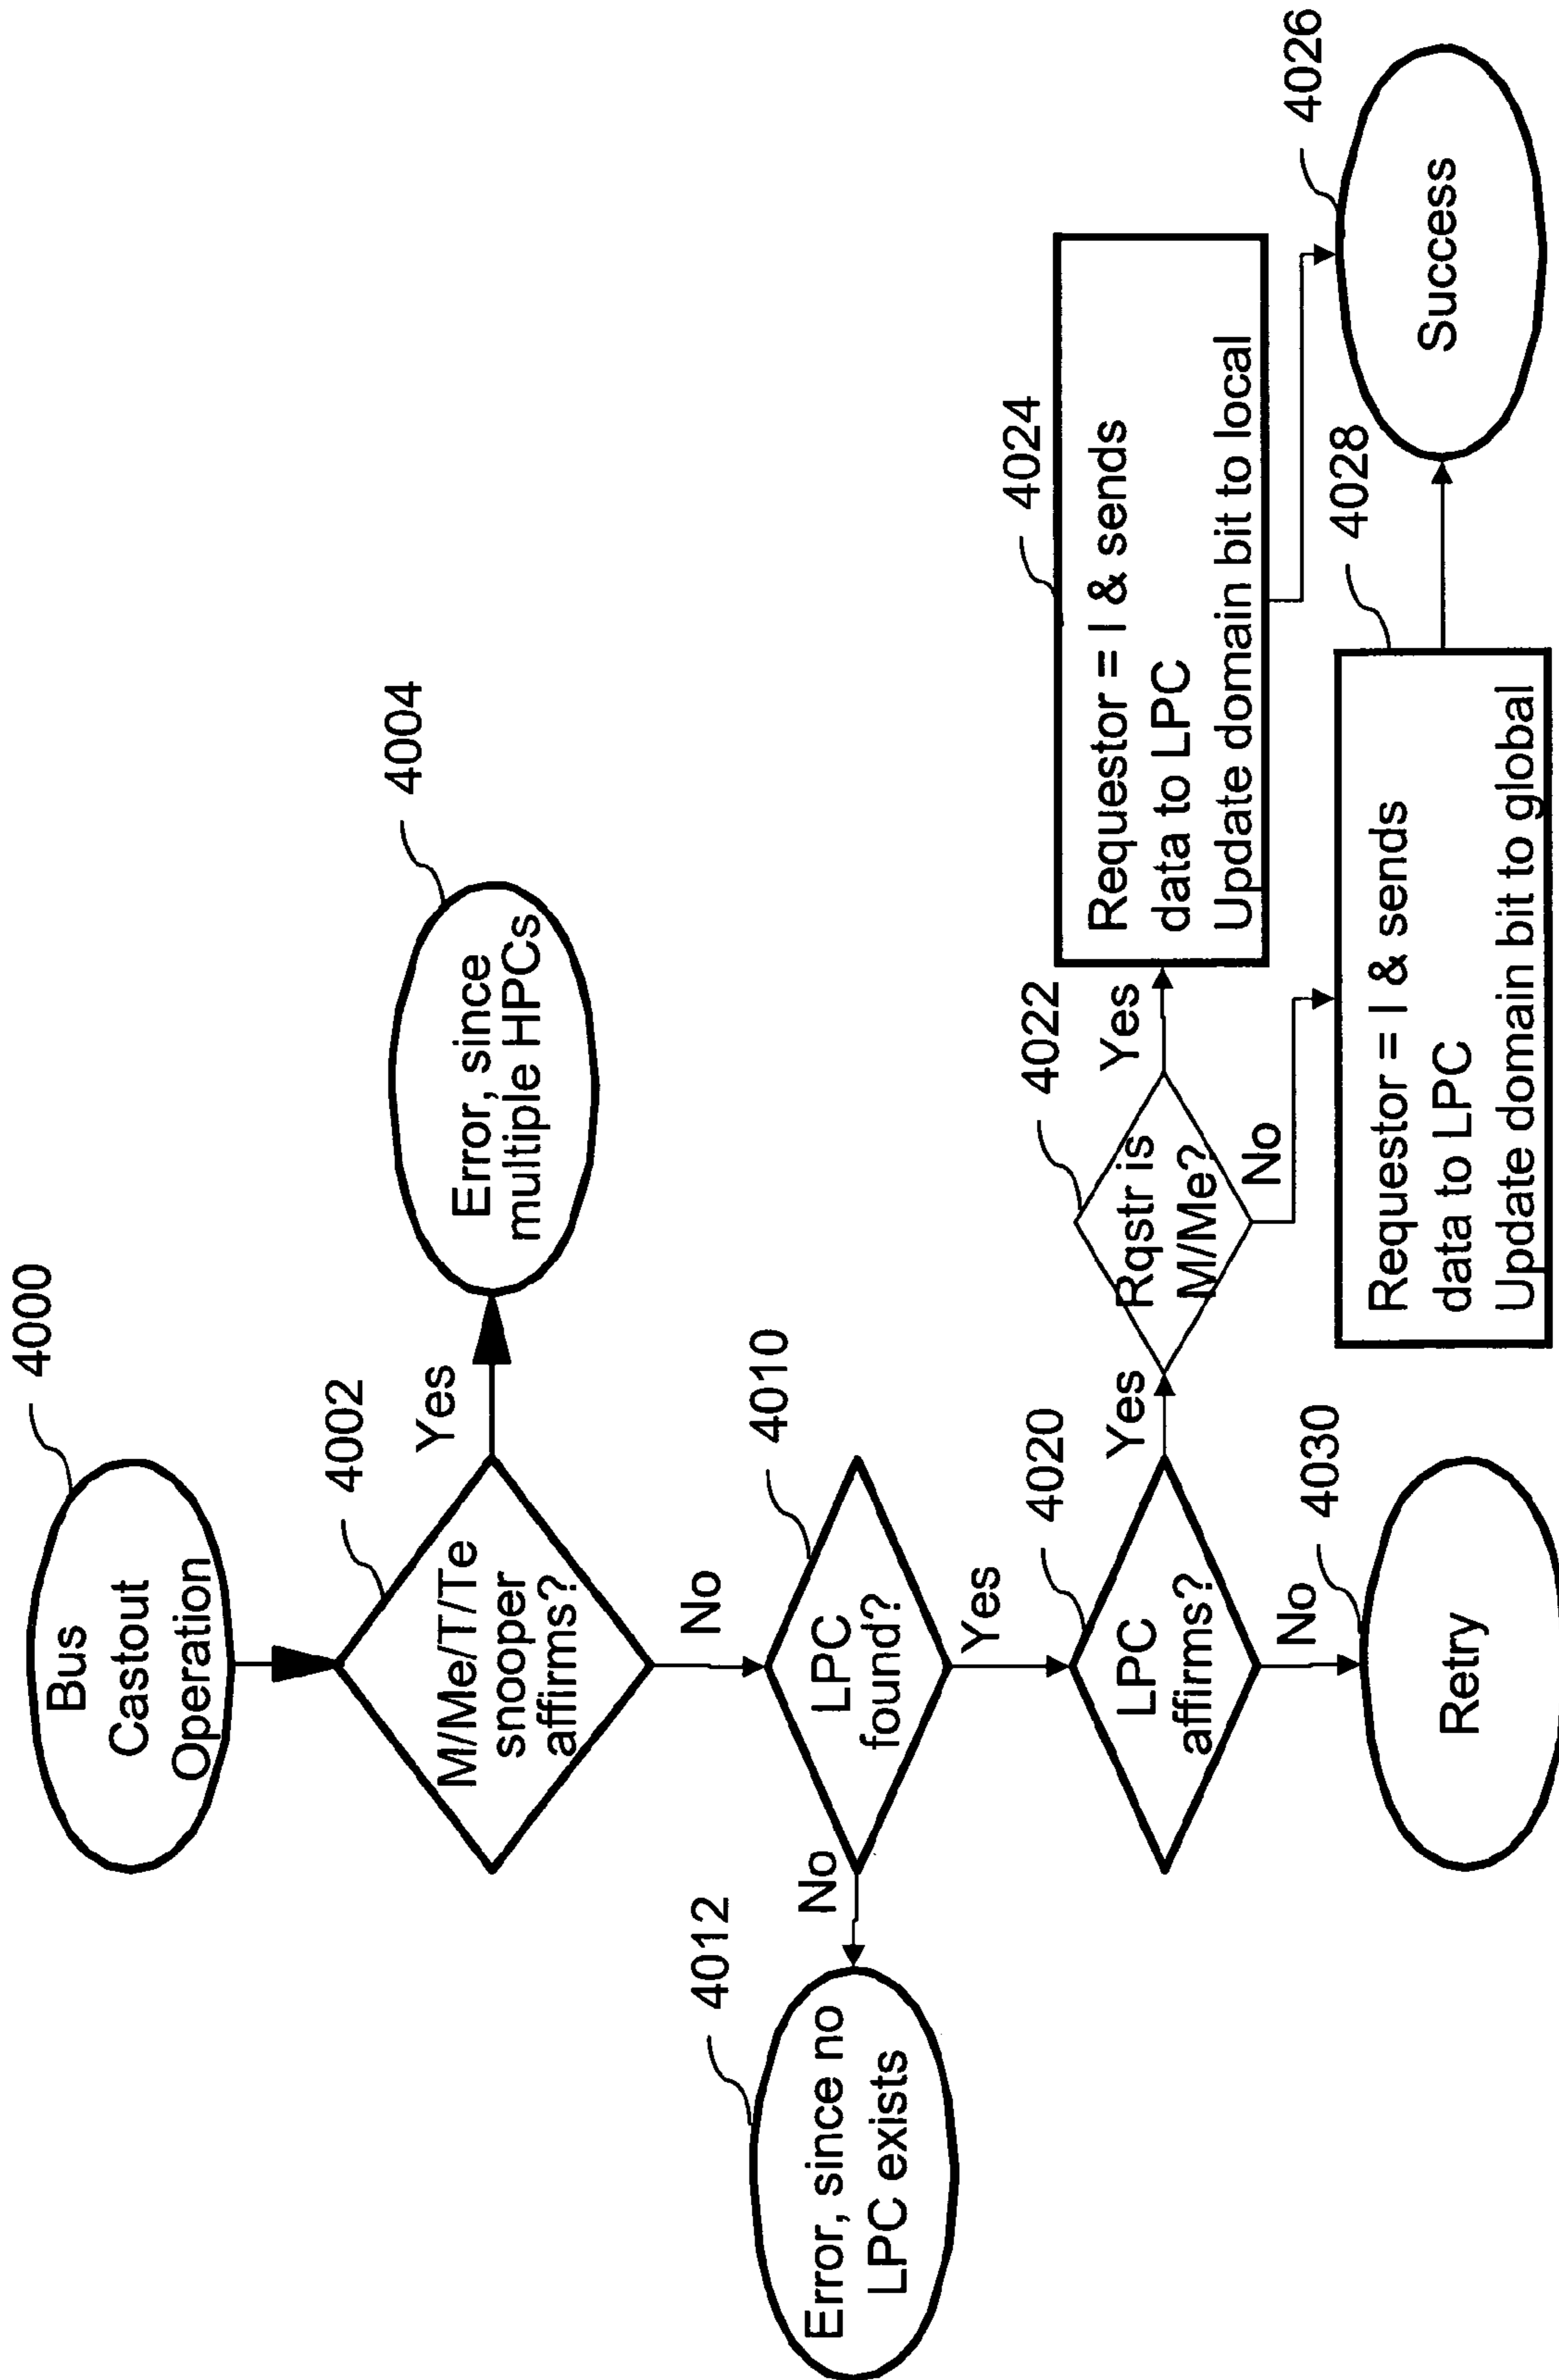 4000
Bus
Castout
Operation
4002
M/Me/T/Te
snooper
affirms?
Yes
4004
Error, since
multiple HPCs
No
4010
LPC
found?
No
4012
Error, since no
LPC exists
Yes
4020
LPC
affirms?
Yes
4022
Rqstr is
M/Me?
Yes
4024
Requestor = I & sends
data to LPC
Update domain bit to local
4026
Success
No
4028
Requestor = I & sends
data to LPC
Update domain bit to global
No
4030
Retry